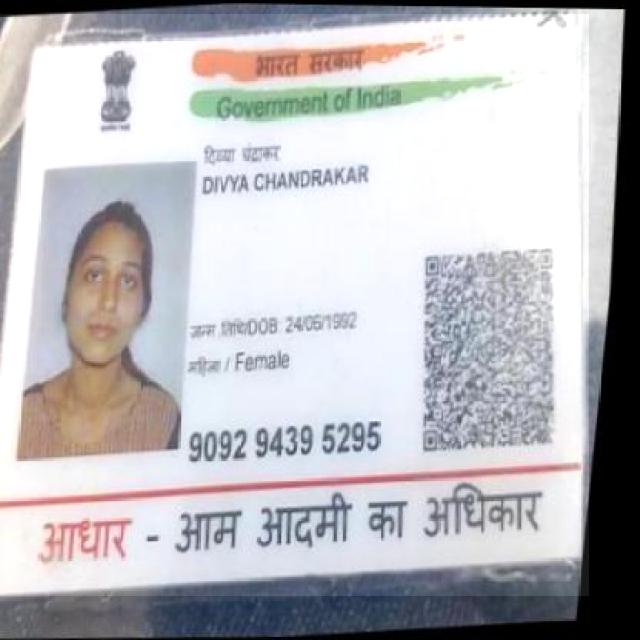 भारत सरकार
Government of India
दिव्या चंद्राकर
DIVYA CHANDRAKAR
जन्म तिथि/DOB: 24/06/1992
महिला / Female
9092 9439 5295
आधार - आम आदमी का अधिकार